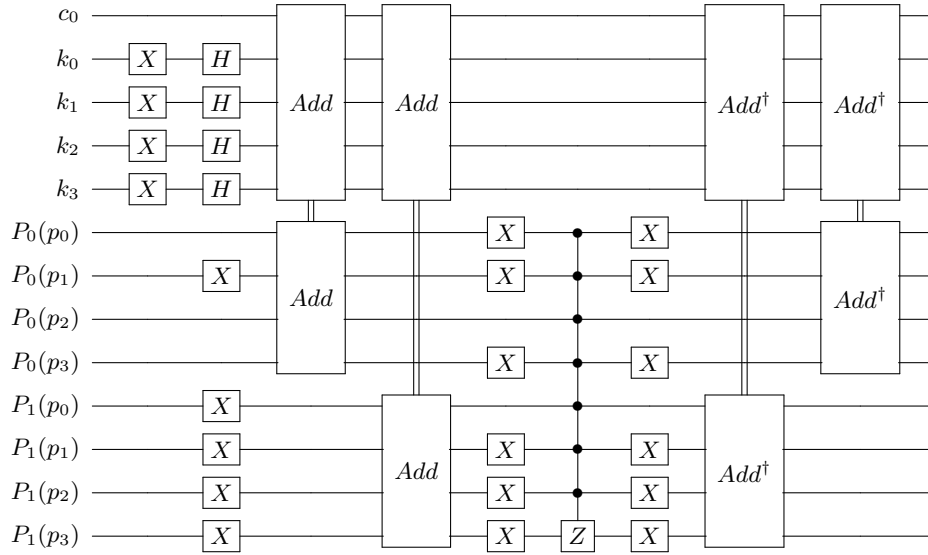 c₀
k₀ X H
k₁ X H Add Add Add† Add†
k₂ X H
k₃ X H
P₀(p₀) X X
P₀(p₁) X X X
Add Add†
P₀(p₂)
P₀(p₃) X X
P₁(p₀) X
P₁(p₁) X X X
Add Add†
P₁(p₂) X X X
P₁(p₃) X X Z X